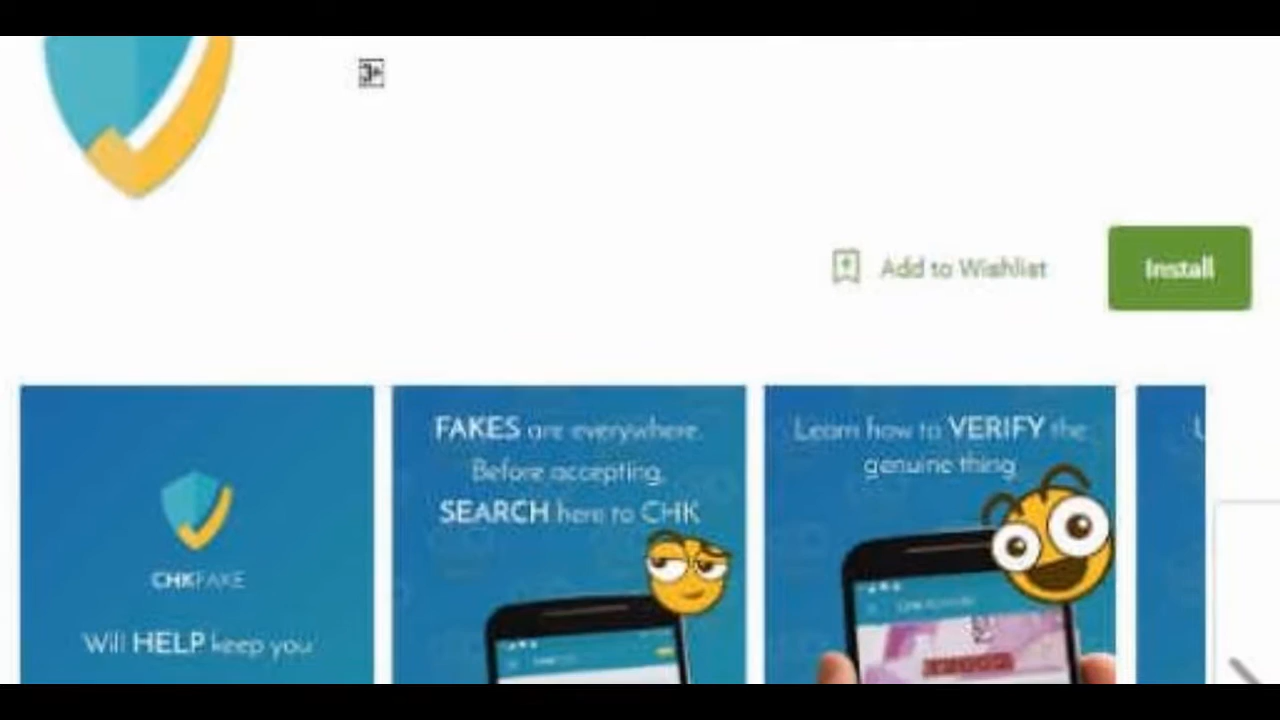 3+
Add to Wishlist
Install
FAKES are everywhere.
Before accepting,
SEARCH here to CHK
Learn how to VERIFY the
genuine thing
CHKFAKE
Will HELP keep you